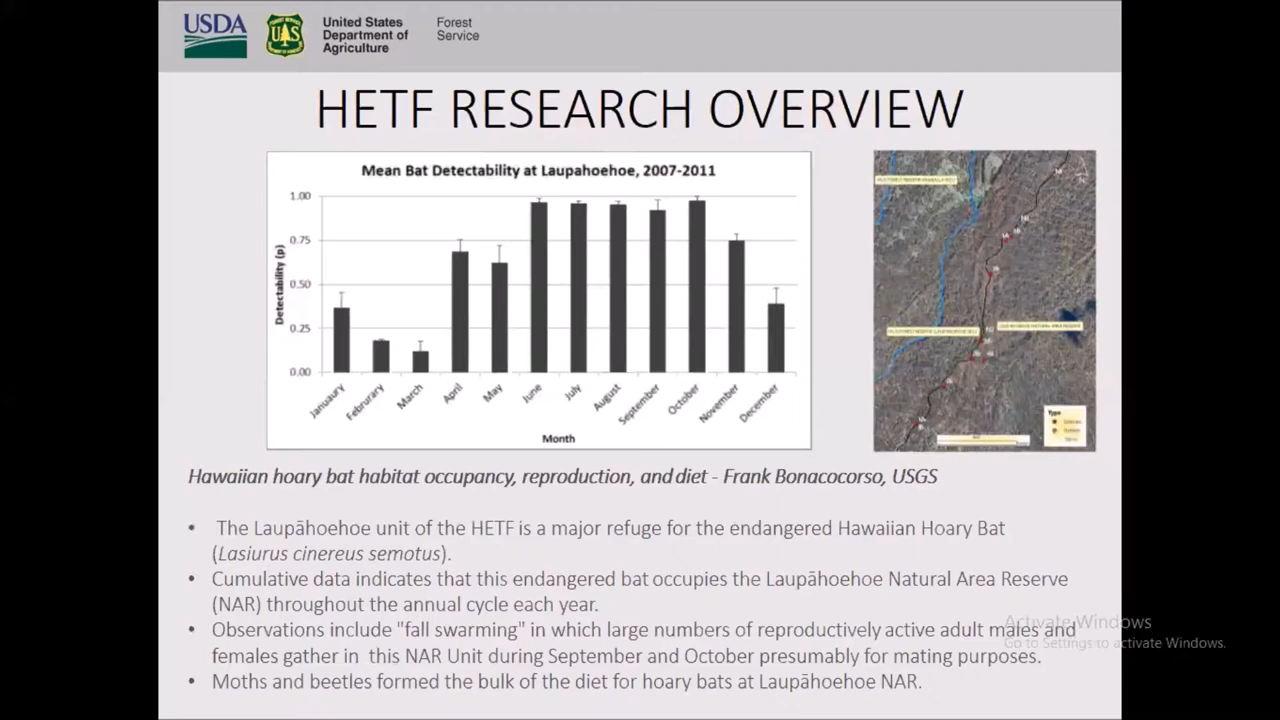 USDA
UAS
United States
Department of
Agriculture
Forest
Service
HETF RESEARCH OVERVIEW
Mean Bat Detectability at Laupahoehoe, 2007-2011
Detectability (p)
1.00
0.75
0.50
0.25
0.00
Januaury
Februrary
March
April
May
June
July
August
September
October
November
December
Month
Type
Hawaiian hoary bat habitat occupancy, reproduction, and diet - Frank Bonacocorso, USGS
• The Laupāhoehoe unit of the HETF is a major refuge for the endangered Hawaiian Hoary Bat
(Lasiurus cinereus semotus).
• Cumulative data indicates that this endangered bat occupies the Laupāhoehoe Natural Area Reserve
(NAR) throughout the annual cycle each year.
• Observations include "fall swarming" in which large numbers of reproductively active adult males and
females gather in this NAR Unit during September and October presumably for mating purposes.
• Moths and beetles formed the bulk of the diet for hoary bats at Laupāhoehoe NAR.
Activate Windows
Go to Settings to activate Windows.